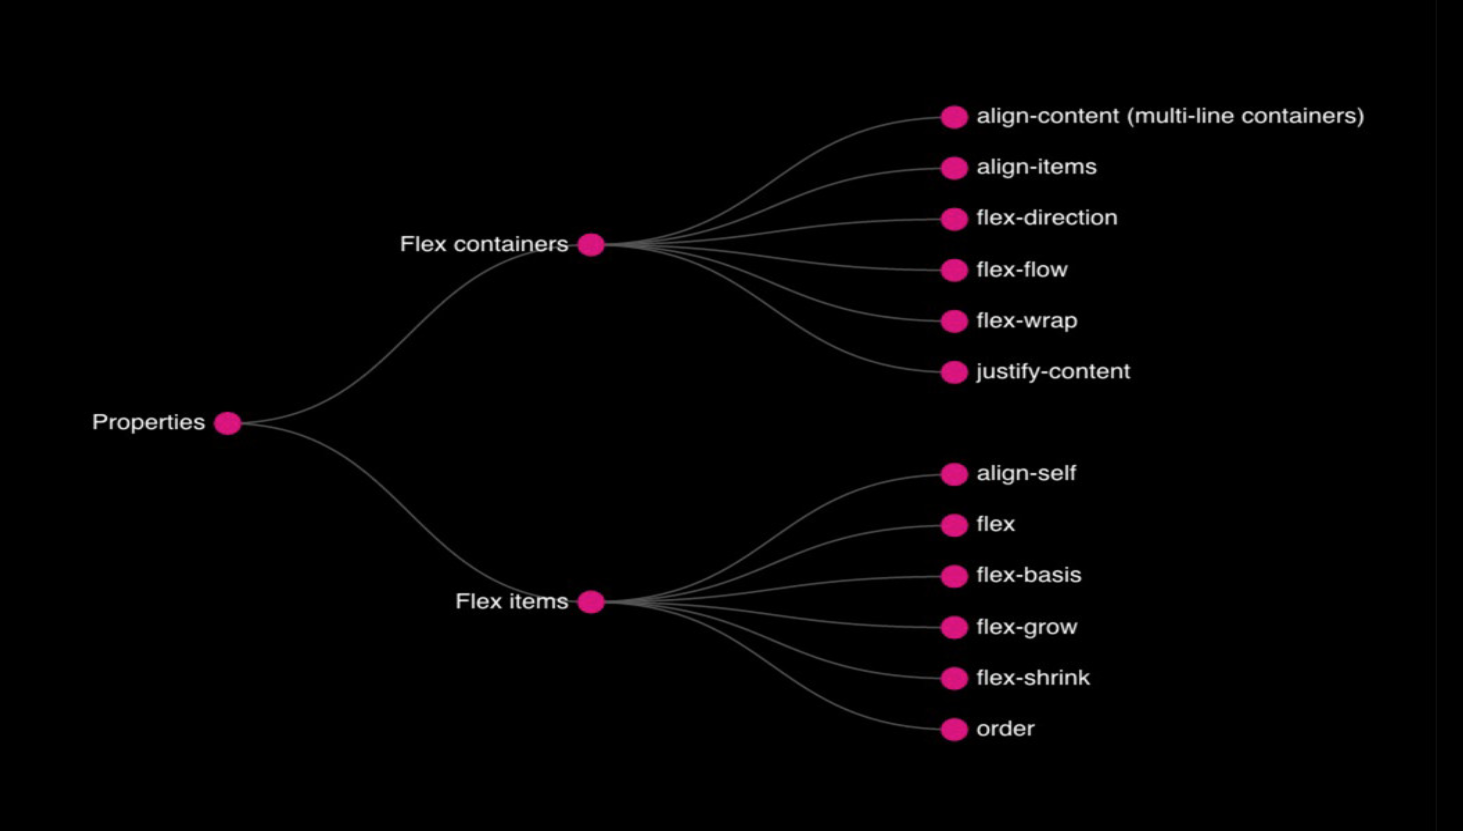 Properties
Flex containers
align-content (multi-line containers)
align-items
flex-direction
flex-flow
flex-wrap
justify-content
Flex items
align-self
flex
flex-basis
flex-grow
flex-shrink
order